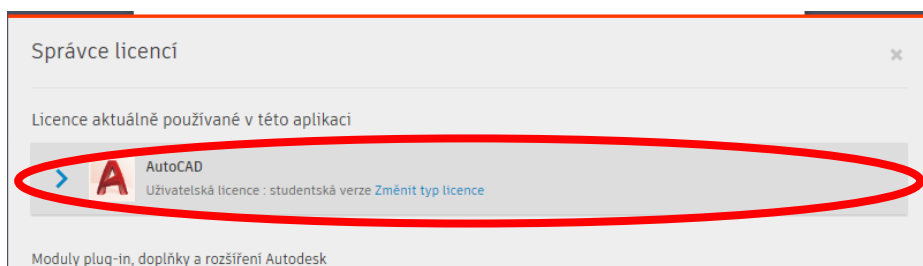 Správce licencí
Licence aktuálně používané v této aplikaci
AutoCAD
Uživatelská licence : studentská verze Změnit typ licence
Moduly plug-in, doplňky a rozšíření Autodesk